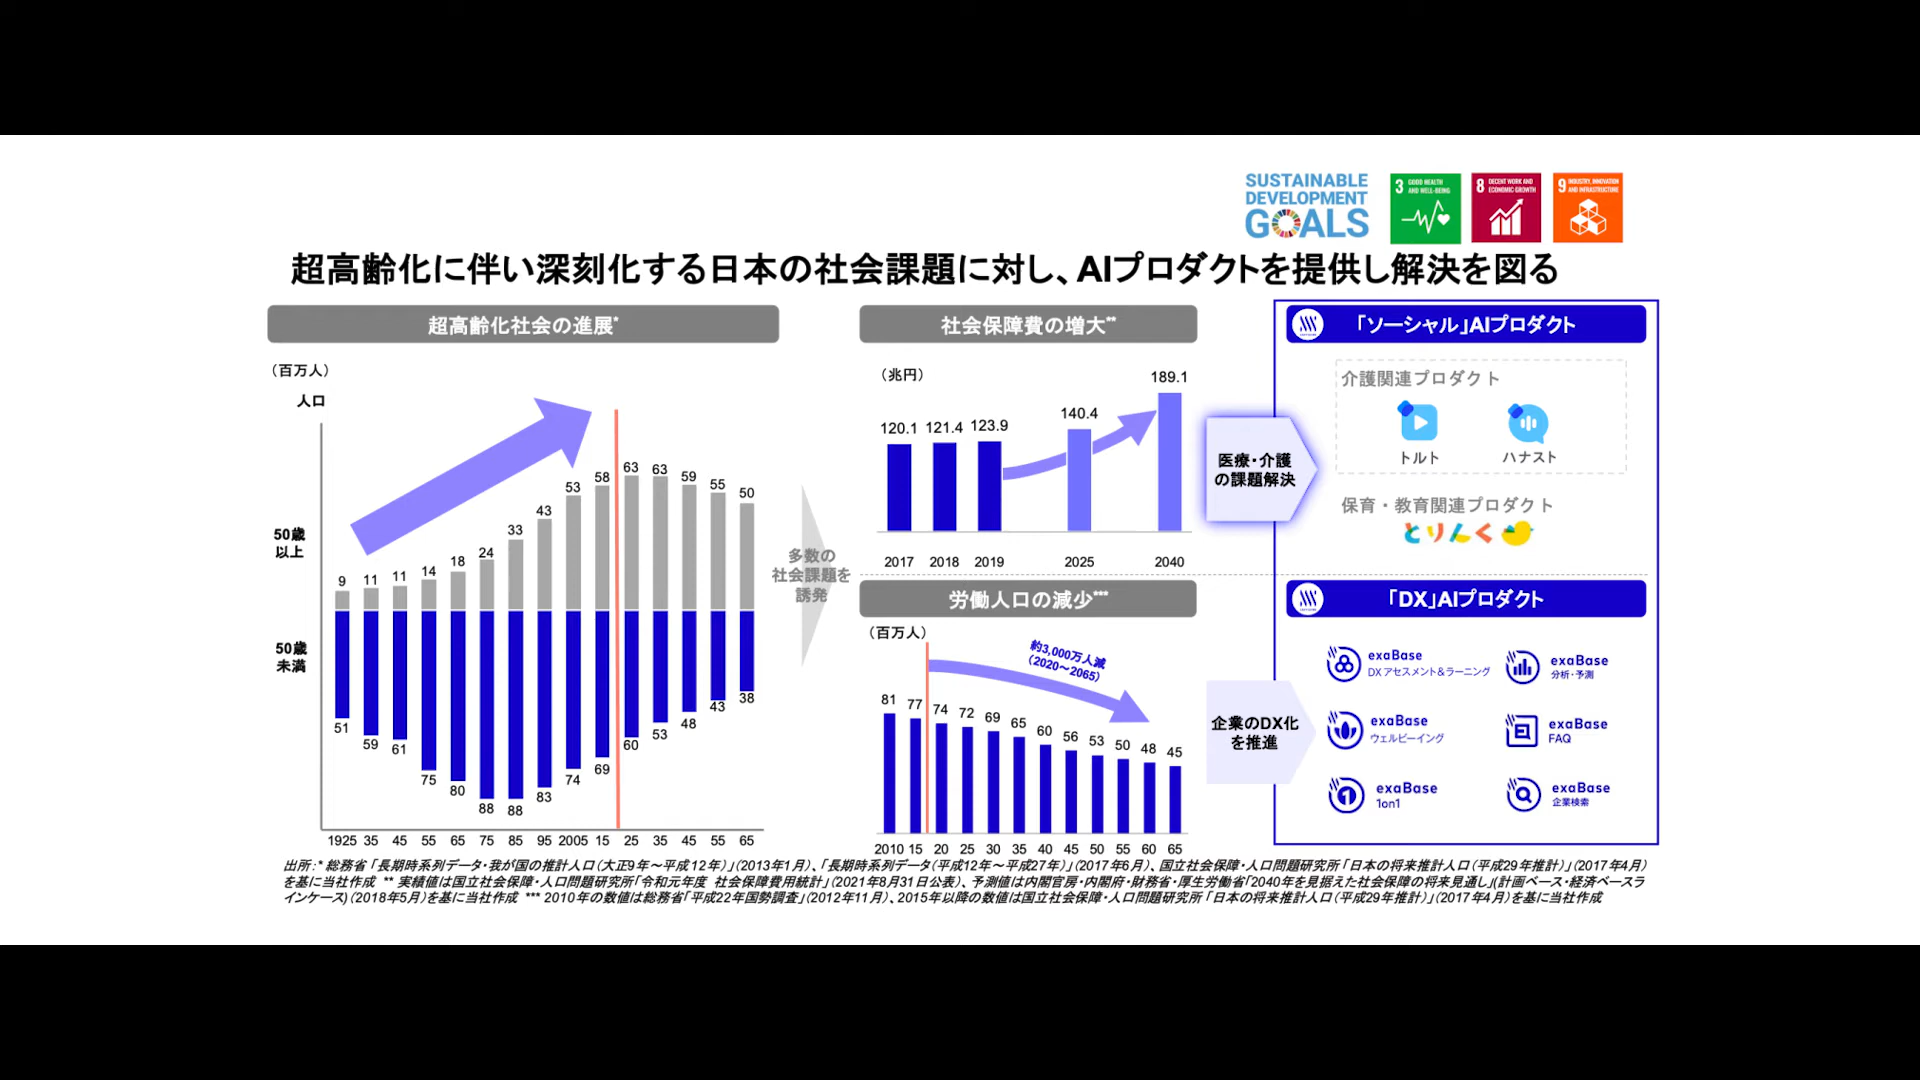 SUSTAINABLE
DEVELOPMENT
GOALS
3 GOOD HEALTH
AND WELL-BEING
8 DECENT WORK AND
ECONOMIC GROWTH
9 INDUSTRY, INNOVATION
AND INFRASTRUCTURE
超高齢化に伴い深刻化する日本の社会課題に対し、AIプロダクトを提供し解決を図る
超高齢化社会の進展*
（百万人）
人口
50歳
以上
50歳
未満
9 11 11 14 18 24 33 43 53 58 63 63 59 55 50
51 59 61 75 80 88 88 83 74 69 60 53 48 43 38
1925 35 45 55 65 75 85 95 2005 15 25 35 45 55 65
多数の
社会課題を
誘発
社会保障費の増大**
（兆円）
120.1 121.4 123.9 140.4 189.1
2017 2018 2019 2025 2040
労働人口の減少***
（百万人）
約3,000万人減
（2020～2065）
81 77 74 72 69 65 60 56 53 50 48 45
2010 15 20 25 30 35 40 45 50 55 60 65
医療・介護
の課題解決
企業のDX化
を推進
「ソーシャル」AIプロダクト
介護関連プロダクト
トルト
ハナスト
保育・教育関連プロダクト
とりんく
「DX」AIプロダクト
exaBase
DX アセスメント＆ラーニング
exaBase
分析・予測
exaBase
ウェルビーイング
exaBase
FAQ
exaBase
1on1
exaBase
企業検索
出所：* 総務省「長期時系列データ・我が国の推計人口（大正9年～平成12年）」（2013年1月）、「長期時系列データ（平成12年～平成27年）」（2017年6月）、国立社会保障・人口問題研究所「日本の将来推計人口（平成29年推計）」（2017年4月）
を基に当社作成 ** 実績値は国立社会保障・人口問題研究所「令和元年度 社会保障費用統計」（2021年8月31日公表）、予測値は内閣官房・内閣府・財務省・厚生労働省「2040年を見据えた社会保障の将来見通し」（計画ベース・経済ベースラ
インケース）（2018年5月）を基に当社作成 *** 2010年の数値は総務省「平成22年国勢調査」（2012年11月）、2015年以降の数値は国立社会保障・人口問題研究所「日本の将来推計人口（平成29年推計）」（2017年4月）を基に当社作成